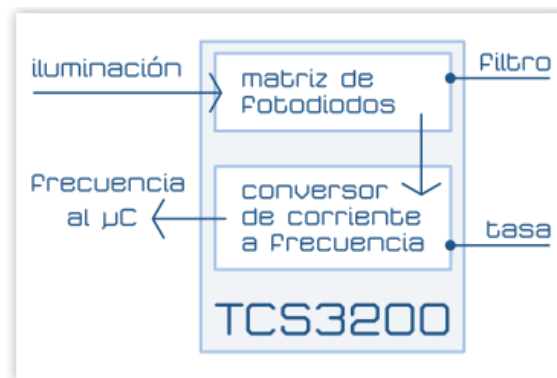 iluminación
matriz de
fotodiodos
filtro
frecuencia
al µC
conversor
de corriente
a frecuencia
tasa
TCS3200